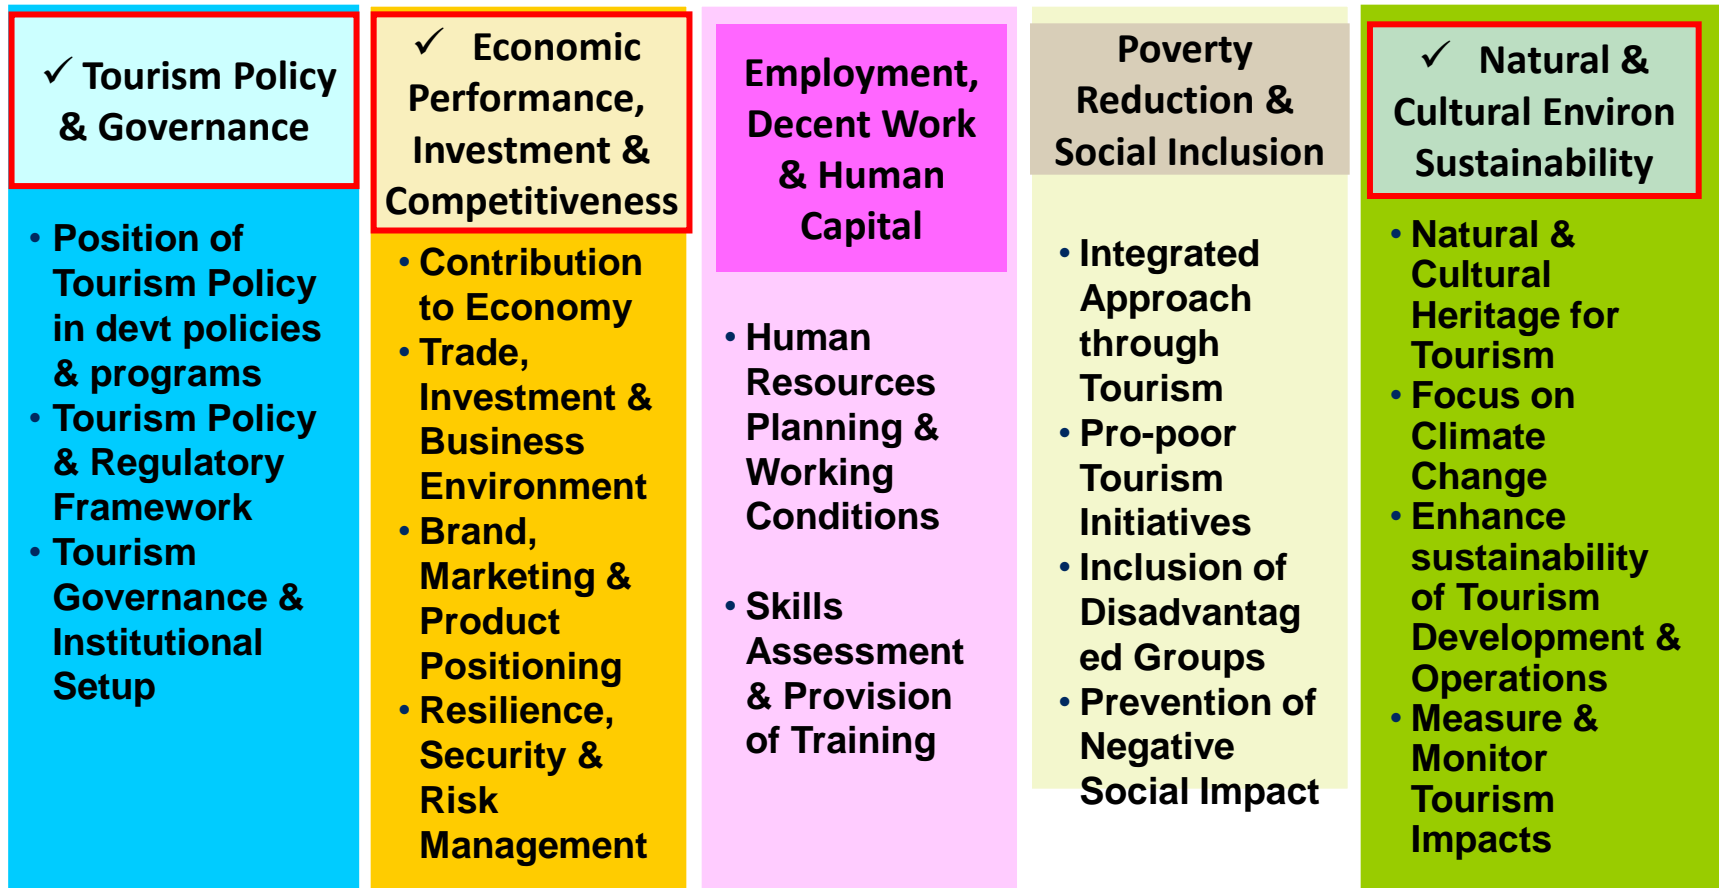 ✓ Tourism Policy
& Governance
• Position of
Tourism Policy
in devt policies
& programs
• Tourism Policy
& Regulatory
Framework
• Tourism
Governance &
Institutional
Setup
✓ Economic
Performance,
Investment &
Competitiveness
• Contribution
to Economy
• Trade,
Investment &
Business
Environment
• Brand,
Marketing &
Product
Positioning
• Resilience,
Security &
Risk
Management
Employment,
Decent Work
& Human
Capital
• Human
Resources
Planning &
Working
Conditions
• Skills
Assessment
& Provision
of Training
Poverty
Reduction &
Social Inclusion
• Integrated
Approach
through
Tourism
• Pro-poor
Tourism
Initiatives
• Inclusion of
Disadvantag
ed Groups
• Prevention of
Negative
Social Impact
✓ Natural &
Cultural Environ
Sustainability
• Natural &
Cultural
Heritage for
Tourism
• Focus on
Climate
Change
• Enhance
sustainability
of Tourism
Development &
Operations
• Measure &
Monitor
Tourism
Impacts